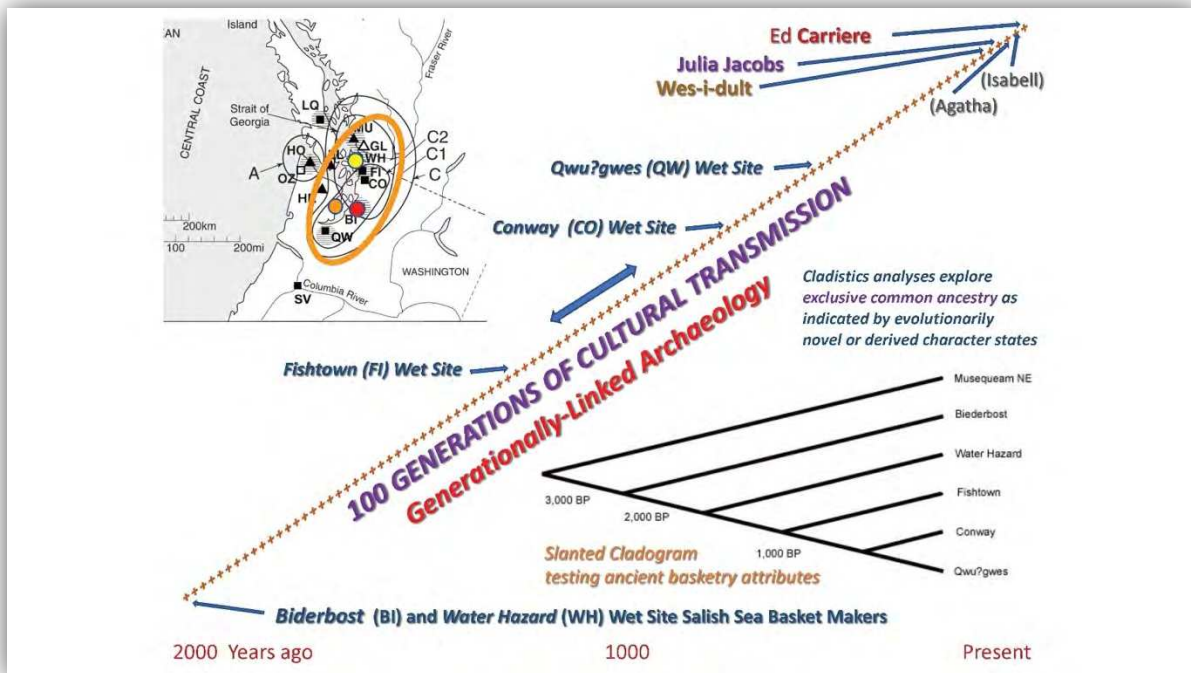 AN
Island
CENTRAL COAST
Fraser River
LQ
Strait of
Georgia
MU
GL
C2
WH
C1
HO
FI
C
A
OZ
CO
BI
QW
200km
100
200mi
WASHINGTON
Columbia River
SV
Ed Carriere
Julia Jacobs
Wes-i-dult
(Isabell)
(Agatha)
Qwu?gwes (QW) Wet Site
Conway (CO) Wet Site
Fishtown (FI) Wet Site
100 GENERATIONS OF CULTURAL TRANSMISSION
Generationally-Linked Archaeology
Cladistics analyses explore
exclusive common ancestry as
indicated by evolutionarily
novel or derived character states
Musequeam NE
Biederbost
Water Hazard
Fishtown
Conway
Qwu?gwes
3,000 BP
2,000 BP
1,000 BP
Slanted Cladogram
testing ancient basketry attributes
Biderbost (BI) and Water Hazard (WH) Wet Site Salish Sea Basket Makers
2000 Years ago
1000
Present